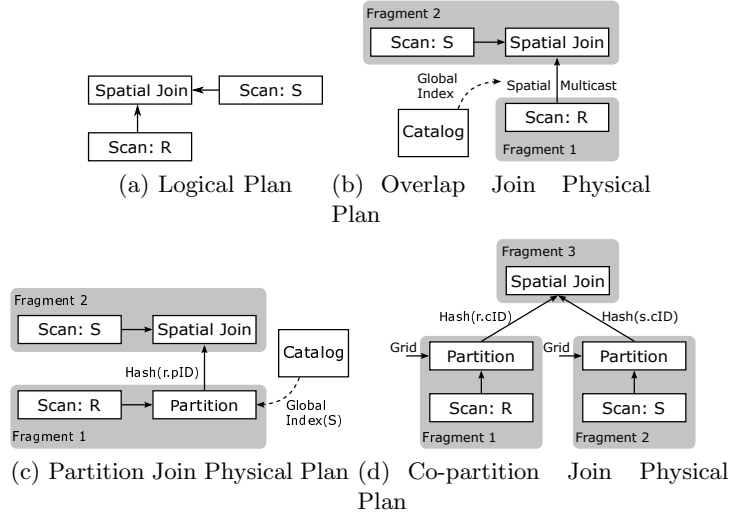 Spatial Join
Scan: S
Scan: R
(a) Logical Plan
Fragment 2
Scan: S
Spatial Join
Global
Index
Spatial Multicast
Catalog
Scan: R
Fragment 1
(b) Overlap Join Physical
Plan
Fragment 2
Scan: S
Spatial Join
Catalog
Hash(r.pID)
Scan: R
Partition
Global
Index(S)
Fragment 1
(c) Partition Join Physical Plan
Fragment 3
Spatial Join
Hash(r.cID)
Hash(s.cID)
Grid
Partition
Grid
Partition
Scan: R
Scan: S
Fragment 1
Fragment 2
(d) Co-partition Join Physical
Plan